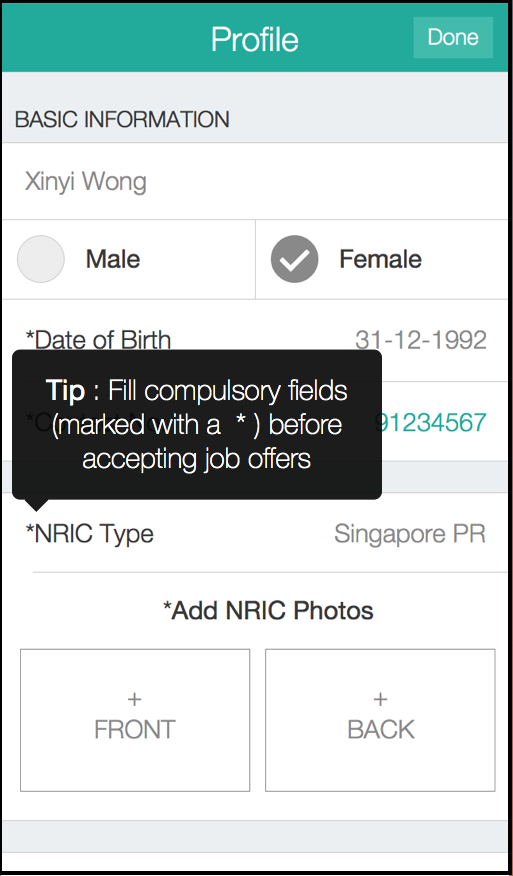 Profile
Done
BASIC INFORMATION
Xinyi Wong
Male
Female
*Date of Birth
31-12-1992
Tip : Fill compulsory fields
(marked with a * ) before
accepting job offers
91234567
*NRIC Type
Singapore PR
*Add NRIC Photos
+
FRONT
+
BACK